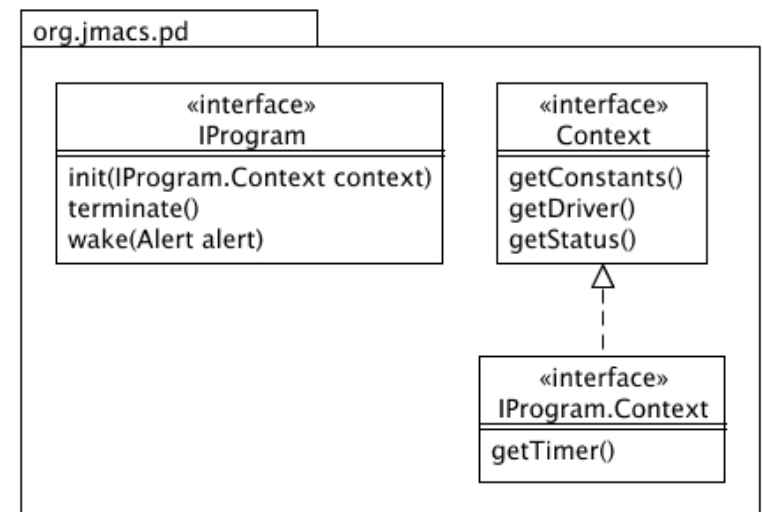 org.jmacs.pd
«interface»
IProgram
init(IProgram.Context context)
terminate()
wake(Alert alert)
«interface»
Context
getConstants()
getDriver()
getStatus()
«interface»
IProgram.Context
getTimer()